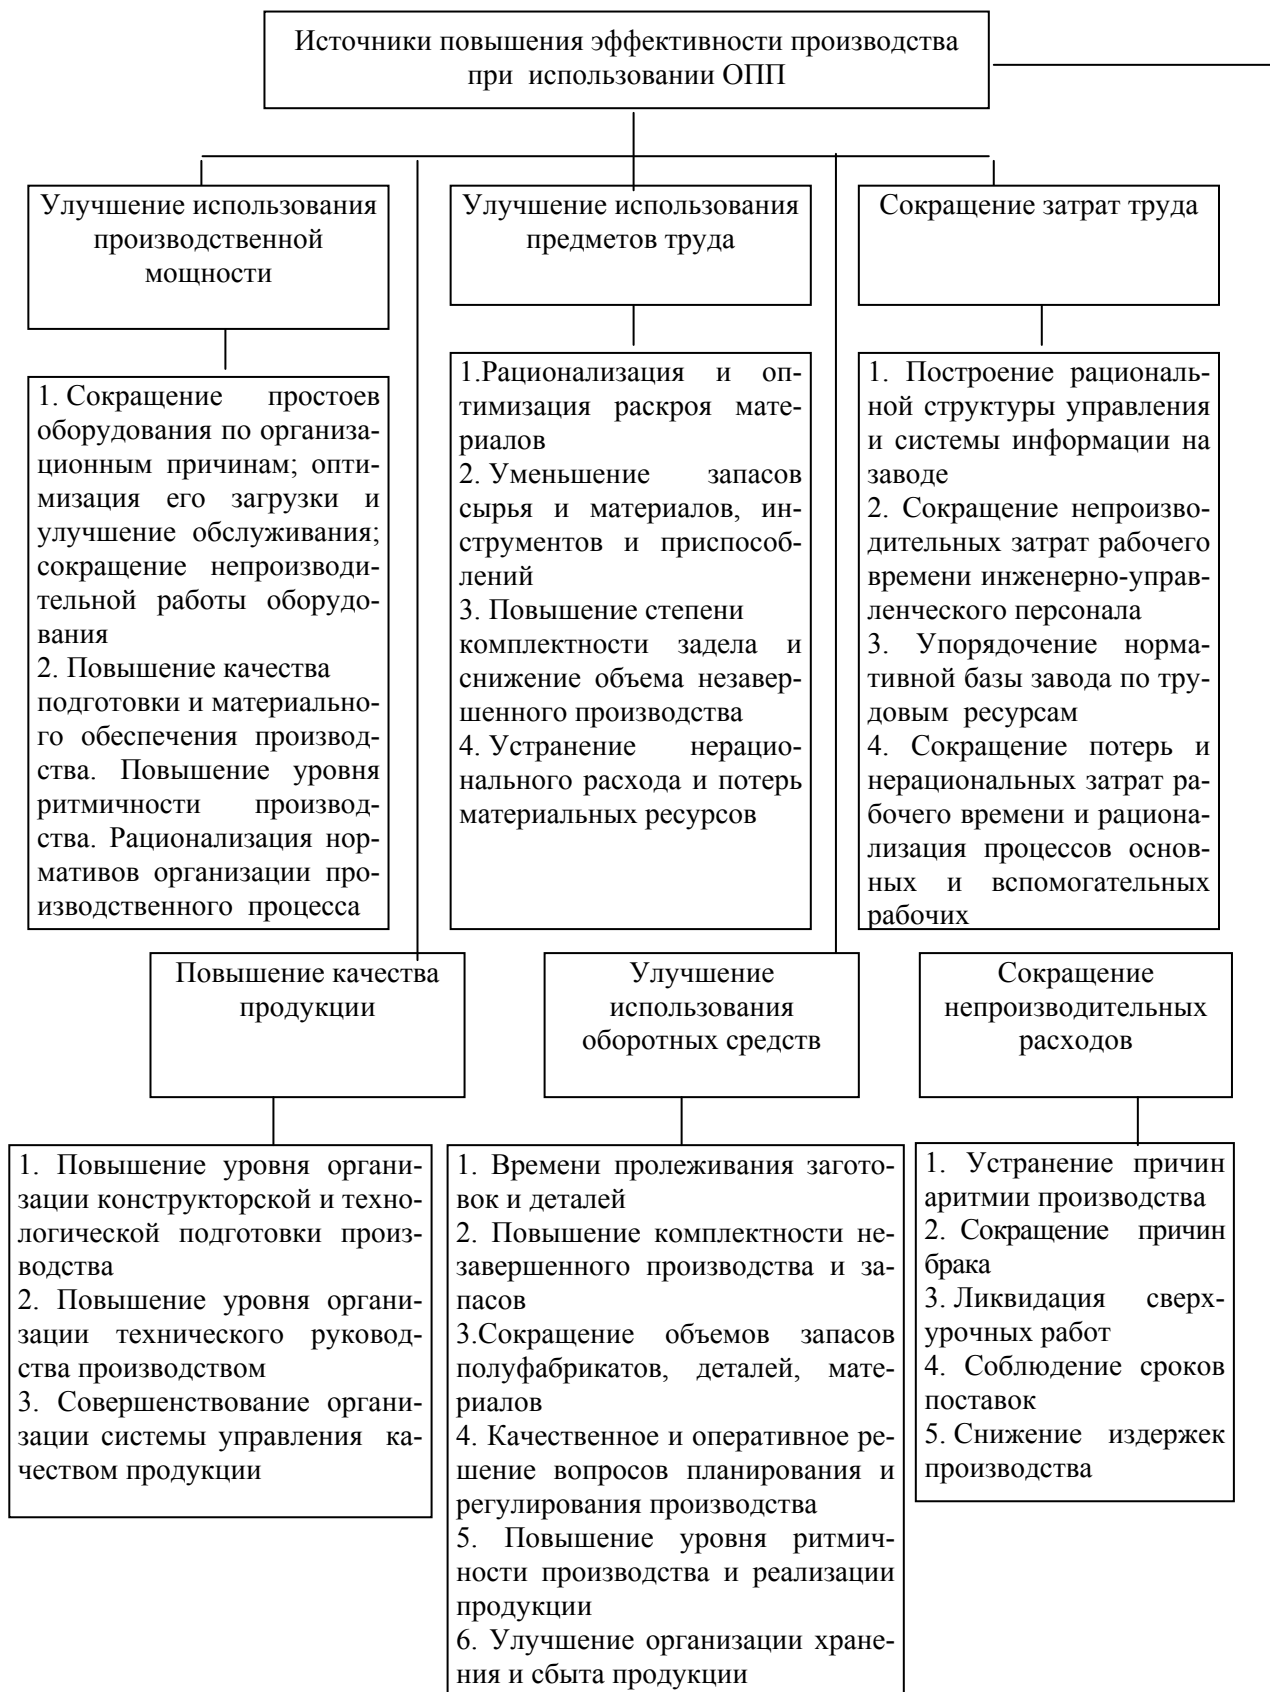 Источники повышения эффективности производства
при использовании ОПП
Улучшение использования
производственной
мощности
Улучшение использования
предметов труда
Сокращение затрат труда
1. Сокращение простоев
оборудования по организа-
ционным причинам; опти-
мизация его загрузки и
улучшение обслуживания;
сокращение непроизводи-
тельной работы оборудо-
вания
2. Повышение качества
подготовки и материально-
го обеспечения производ-
ства. Повышение уровня
ритмичности производ-
ства. Рационализация нор-
мативов организации про-
изводственного процесса
1.Рационализация и оп-
тимизация раскроя мате-
риалов
2. Уменьшение запасов
сырья и материалов, ин-
струментов и приспособ-
лений
3. Повышение степени
комплектности задела и
снижение объема незавер-
шенного производства
4. Устранение нерацио-
нального расхода и потерь
материальных ресурсов
1. Построение рациональ-
ной структуры управления
и системы информации на
заводе
2. Сокращение непроизво-
дительных затрат рабочего
времени инженерно-управ-
ленческого персонала
3. Упорядочение норма-
тивной базы завода по тру-
довым ресурсам
4. Сокращение потерь и
нерациональных затрат ра-
бочего времени и рациона-
лизация процессов основ-
ных и вспомогательных
рабочих
Повышение качества
продукции
Улучшение
использования
оборотных средств
Сокращение
непроизводительных
расходов
1. Повышение уровня органи-
зации конструкторской и техно-
логической подготовки произ-
водства
2. Повышение уровня органи-
зации технического руковод-
ства производством
3. Совершенствование органи-
зации системы управления ка-
чеством продукции
1. Времени пролеживания загото-
вок и деталей
2. Повышение комплектности не-
завершенного производства и за-
пасов
3.Сокращение объемов запасов
полуфабрикатов, деталей, мате-
риалов
4. Качественное и оперативное ре-
шение вопросов планирования и
регулирования производства
5. Повышение уровня ритмич-
ности производства и реализации
продукции
6. Улучшение организации хране-
ния и сбыта продукции
1. Устранение причин
аритмии производства
2. Сокращение причин
брака
3. Ликвидация сверх-
урочных работ
4. Соблюдение сроков
поставок
5. Снижение издержек
производства